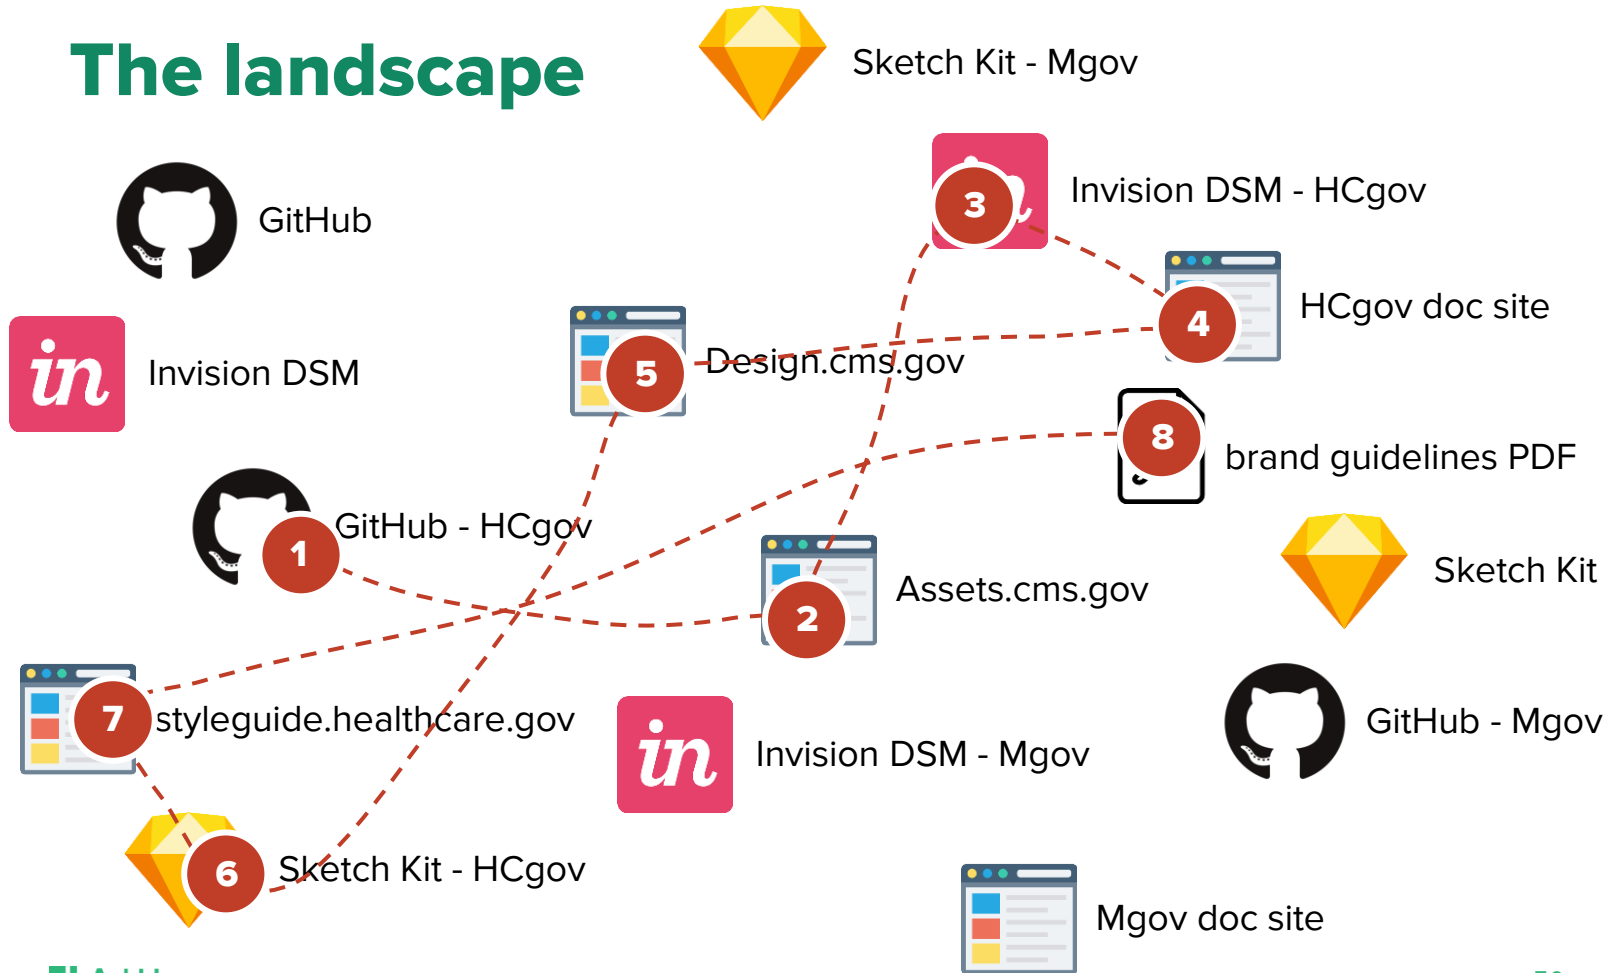 The landscape
Sketch Kit - Mgov
3
Invision DSM - HCgov
GitHub
4
HCgov doc site
in
Invision DSM
5
Design.cms.gov
8
brand guidelines PDF
1
GitHub - HCgov
Sketch Kit
2
Assets.cms.gov
7
styleguide.healthcare.gov
in
Invision DSM - Mgov
GitHub - Mgov
6
Sketch Kit - HCgov
Mgov doc site